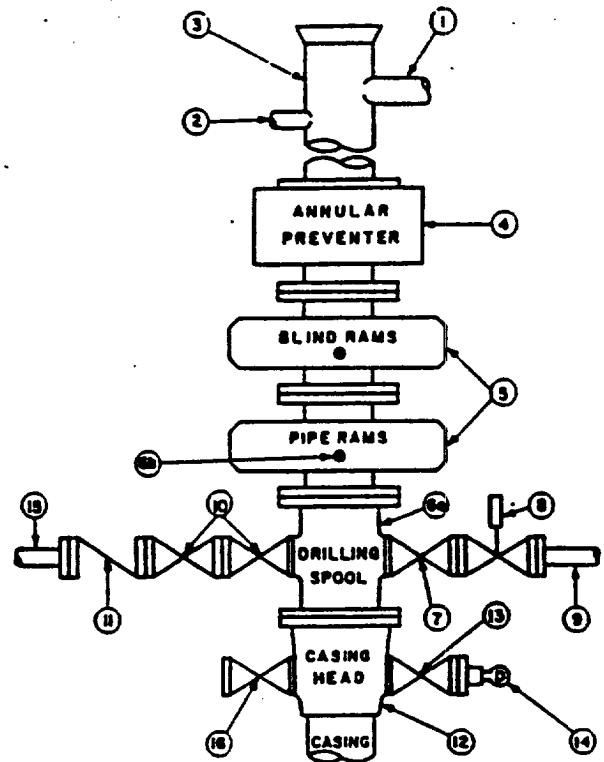 3
1
2
ANNULAR
PREVENTER
4
BLIND RAMS
5
PIPE RAMS
15
10
6a
8
DRILLING
SPOOL
11
7
9
13
CASING
HEAD
16
12
14
CASING